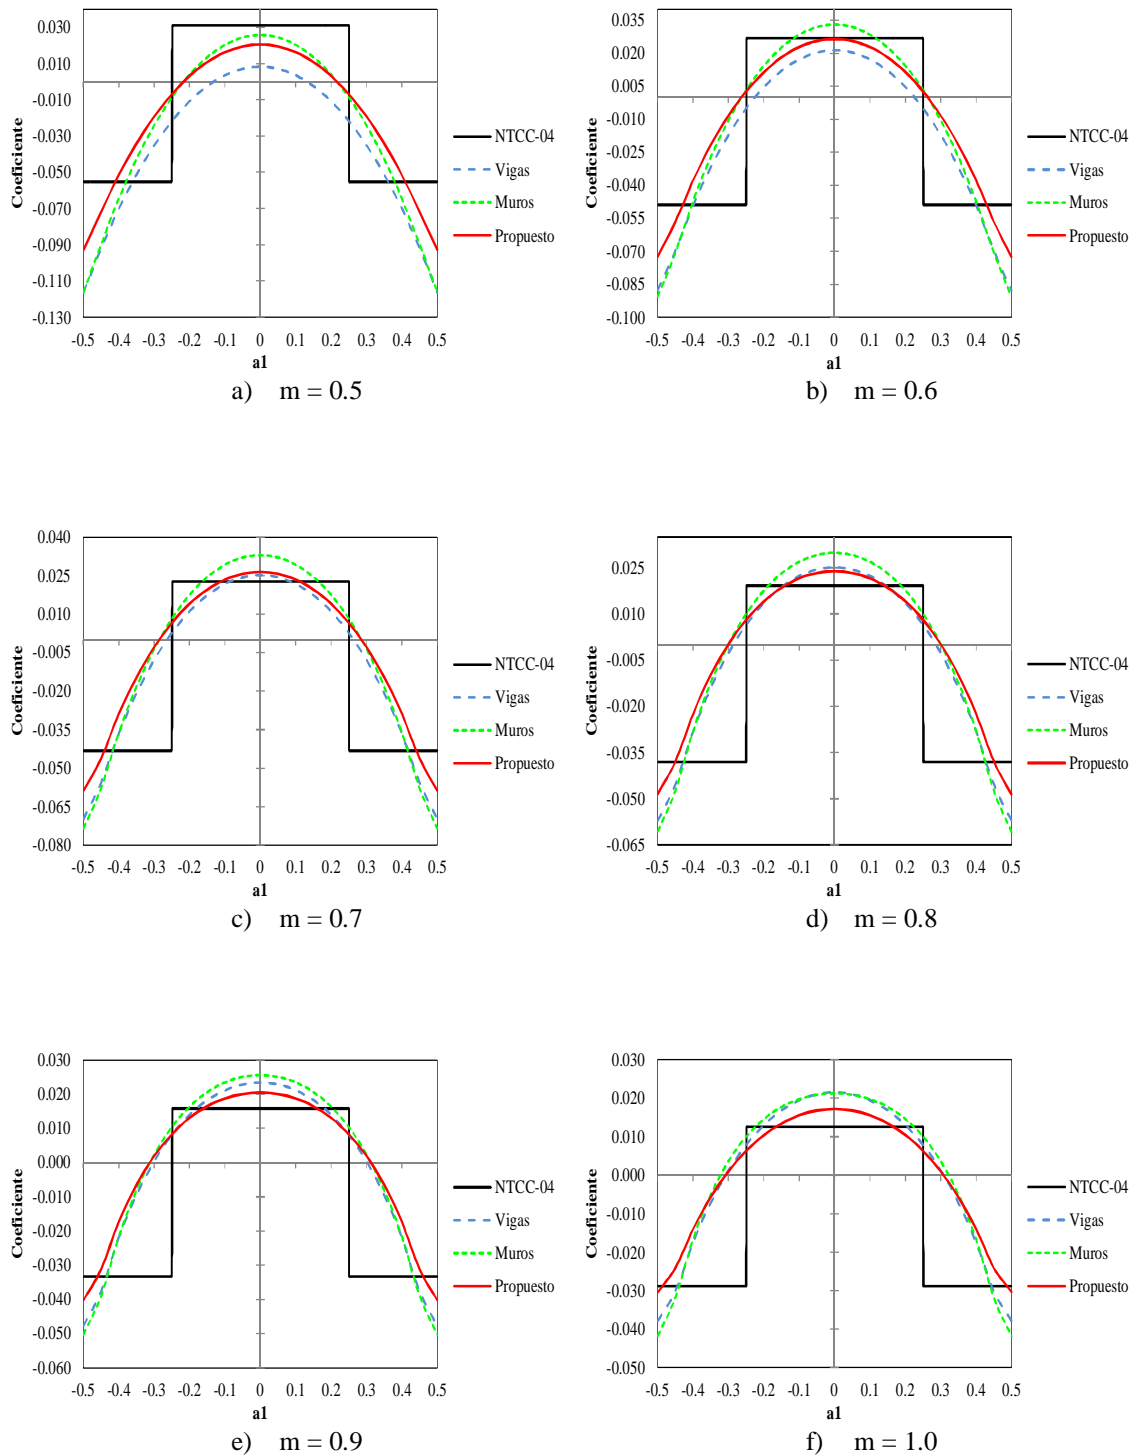 0.030
0.010
-0.010
-0.030
-0.050
-0.070
-0.090
-0.110
-0.130
Coeficiente
-0.5 -0.4 -0.3 -0.2 -0.1 0 0.1 0.2 0.3 0.4 0.5
a1
NTCC-04
Vigas
Muros
Propuesto
a) m = 0.5
0.035
0.020
0.005
-0.010
-0.025
-0.040
-0.055
-0.070
-0.085
-0.100
Coeficiente
-0.5 -0.4 -0.3 -0.2 -0.1 0 0.1 0.2 0.3 0.4 0.5
a1
NTCC-04
Vigas
Muros
Propuesto
b) m = 0.6
0.040
0.025
0.010
-0.005
-0.020
-0.035
-0.050
-0.065
-0.080
Coeficiente
-0.5 -0.4 -0.3 -0.2 -0.1 0 0.1 0.2 0.3 0.4 0.5
a1
NTCC-04
Vigas
Muros
Propuesto
c) m = 0.7
0.025
0.010
-0.005
-0.020
-0.035
-0.050
-0.065
Coeficiente
-0.5 -0.4 -0.3 -0.2 -0.1 0 0.1 0.2 0.3 0.4 0.5
a1
NTCC-04
Vigas
Muros
Propuesto
d) m = 0.8
0.030
0.020
0.010
0.000
-0.010
-0.020
-0.030
-0.040
-0.050
-0.060
Coeficiente
-0.5 -0.4 -0.3 -0.2 -0.1 0 0.1 0.2 0.3 0.4 0.5
a1
NTCC-04
Vigas
Muros
Propuesto
e) m = 0.9
0.030
0.020
0.010
0.000
-0.010
-0.020
-0.030
-0.040
-0.050
Coeficiente
-0.5 -0.4 -0.3 -0.2 -0.1 0 0.1 0.2 0.3 0.4 0.5
a1
NTCC-04
Vigas
Muros
Propuesto
f) m = 1.0